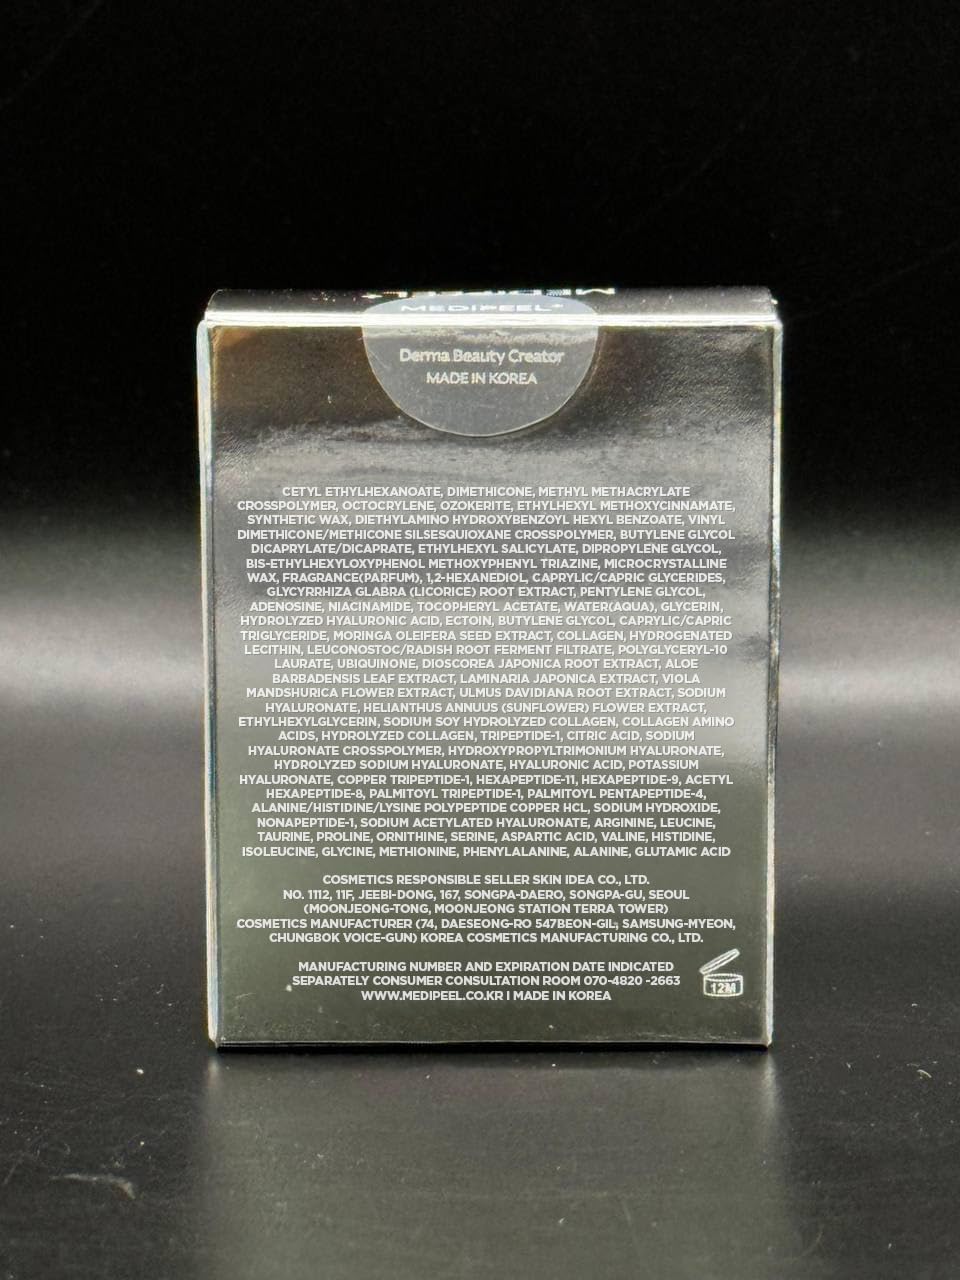 MEDIPEEL
Derma Beauty Creator
MADE IN KOREA
CETYL ETHYLHEXANOATE, DIMETHICONE, METHYL METHACRYLATE
CROSSPOLYMER, OCTOCRYLENE, OZOKERITE, ETHYLHEXYL METHOXYCINNAMATE,
SYNTHETIC WAX, DIETHYLAMINO HYDROXYBENZOYL HEXYL BENZOATE, VINYL
DIMETHICONE/METHICONE SILSESQUIOXANE CROSSPOLYMER, BUTYLENE GLYCOL
DICAPRYLATE/DICAPRATE, ETHYLHEXYL SALICYLATE, DIPROPYLENE GLYCOL,
BIS-ETHYLHEXYLOXYPHENOL METHOXYPHENYL TRIAZINE, MICROCRYSTALLINE
WAX, FRAGRANCE(PARFUM), 1,2-HEXANEDIOL, CAPRYLIC/CAPRIC GLYCERIDES,
GLYCYRRHIZA GLABRA (LICORICE) ROOT EXTRACT, PENTYLENE GLYCOL,
ADENOSINE, NIACINAMIDE, TOCOPHERYL ACETATE, WATER(AQUA), GLYCERIN,
HYDROLYZED HYALURONIC ACID, ECTOIN, BUTYLENE GLYCOL, CAPRYLIC/CAPRIC
TRIGLYCERIDE, MORINGA OLEIFERA SEED EXTRACT, COLLAGEN, HYDROGENATED
LECITHIN, LEUCONOSTOC/RADISH ROOT FERMENT FILTRATE, POLYGLYCERYL-10
LAURATE, UBIQUINONE, DIOSCOREA JAPONICA ROOT EXTRACT, ALOE
BARBADENSIS LEAF EXTRACT, LAMINARIA JAPONICA EXTRACT, VIOLA
MANDSHURICA FLOWER EXTRACT, ULMUS DAVIDIANA ROOT EXTRACT, SODIUM
HYALURONATE, HELIANTHUS ANNUUS (SUNFLOWER) FLOWER EXTRACT,
ETHYLHEXYLGLYCERIN, SODIUM SOY HYDROLYZED COLLAGEN, COLLAGEN AMINO
ACIDS, HYDROLYZED COLLAGEN, TRIPEPTIDE-1, CITRIC ACID, SODIUM
HYALURONATE CROSSPOLYMER, HYDROXYPROPYLTRIMONIUM HYALURONATE,
HYDROLYZED SODIUM HYALURONATE, HYALURONIC ACID, POTASSIUM
HYALURONATE, COPPER TRIPEPTIDE-1, HEXAPEPTIDE-11, HEXAPEPTIDE-9, ACETYL
HEXAPEPTIDE-8, PALMITOYL TRIPEPTIDE-1, PALMITOYL PENTAPEPTIDE-4,
ALANINE/HISTIDINE/LYSINE POLYPEPTIDE COPPER HCL, SODIUM HYDROXIDE,
NONAPEPTIDE-1, SODIUM ACETYLATED HYALURONATE, ARGININE, LEUCINE,
TAURINE, PROLINE, ORNITHINE, SERINE, ASPARTIC ACID, VALINE, HISTIDINE,
ISOLEUCINE, GLYCINE, METHIONINE, PHENYLALANINE, ALANINE, GLUTAMIC ACID
COSMETICS RESPONSIBLE SELLER SKIN IDEA CO., LTD.
NO. 1112, 11F, JEEBI-DONG, 167, SONGPA-DAERO, SONGPA-GU, SEOUL
(MOONJEONG-TONG, MOONJEONG STATION TERRA TOWER)
COSMETICS MANUFACTURER (74, DAESEONG-RO 547BEON-GIL, SAMSUNG-MYEON,
CHUNGBOK VOICE-GUN) KOREA COSMETICS MANUFACTURING CO., LTD.
MANUFACTURING NUMBER AND EXPIRATION DATE INDICATED
SEPARATELY CONSUMER CONSULTATION ROOM 070-4820 -2663
WWW.MEDIPEEL.CO.KR I MADE IN KOREA
12M